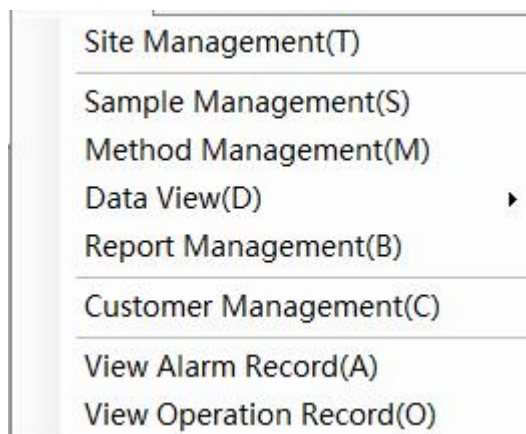 Site Management(T)
Sample Management(S)
Method Management(M)
Data View(D)
Report Management(B)
Customer Management(C)
View Alarm Record(A)
View Operation Record(O)